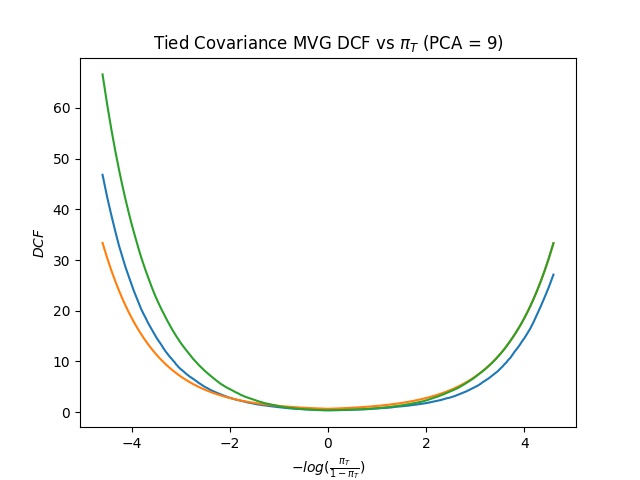 Tied Covariance MVG DCF vs π_T (PCA = 9)
60
50
40
30
20
10
0
DCF
−4 −2 0 2 4
−log(π_T/(1−π_T))